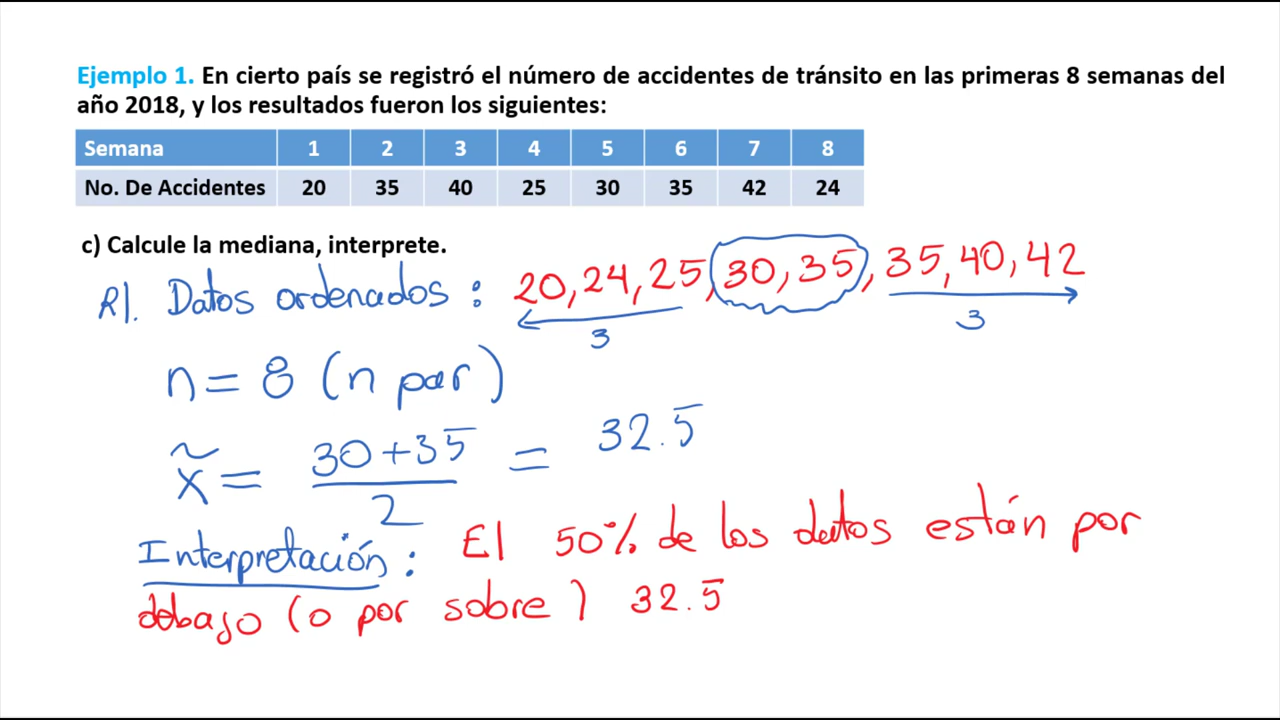 Ejemplo 1. En cierto país se registró el número de accidentes de tránsito en las primeras 8 semanas del
año 2018, y los resultados fueron los siguientes:
Semana 1 2 3 4 5 6 7 8
No. De Accidentes 20 35 40 25 30 35 42 24
c) Calcule la mediana, interprete.
R|. Datos ordenados : 20, 24, 25, 30, 35, 35, 40, 42
3 3
n = 8 (n par)
x̃ = (30+35)/2 = 32.5
Interpretación : El 50% de los datos están por
debajo (o por sobre) 32.5